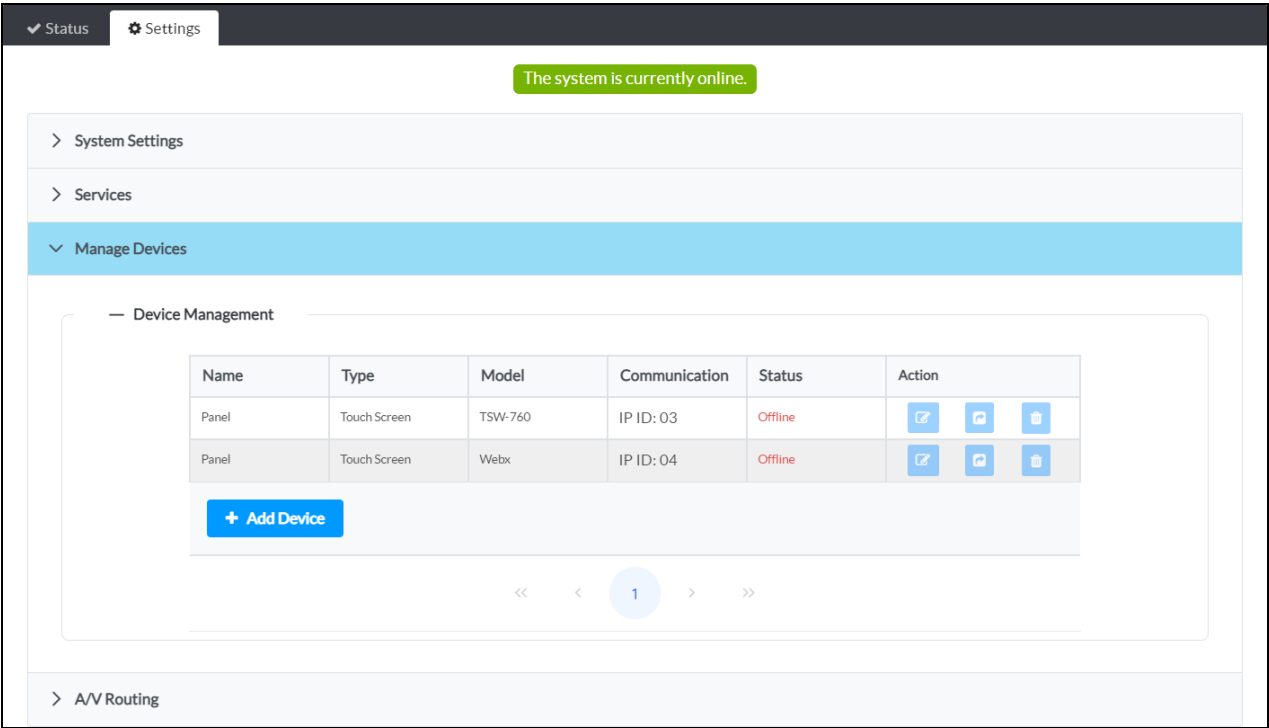 Status Settings
The system is currently online.
System Settings
Services
Manage Devices
Device Management
Name Type Model Communication Status Action
Panel Touch Screen TSW-760 IP ID: 03 Offline
Panel Touch Screen Webx IP ID: 04 Offline
+ Add Device
« < 1 > »
A/V Routing